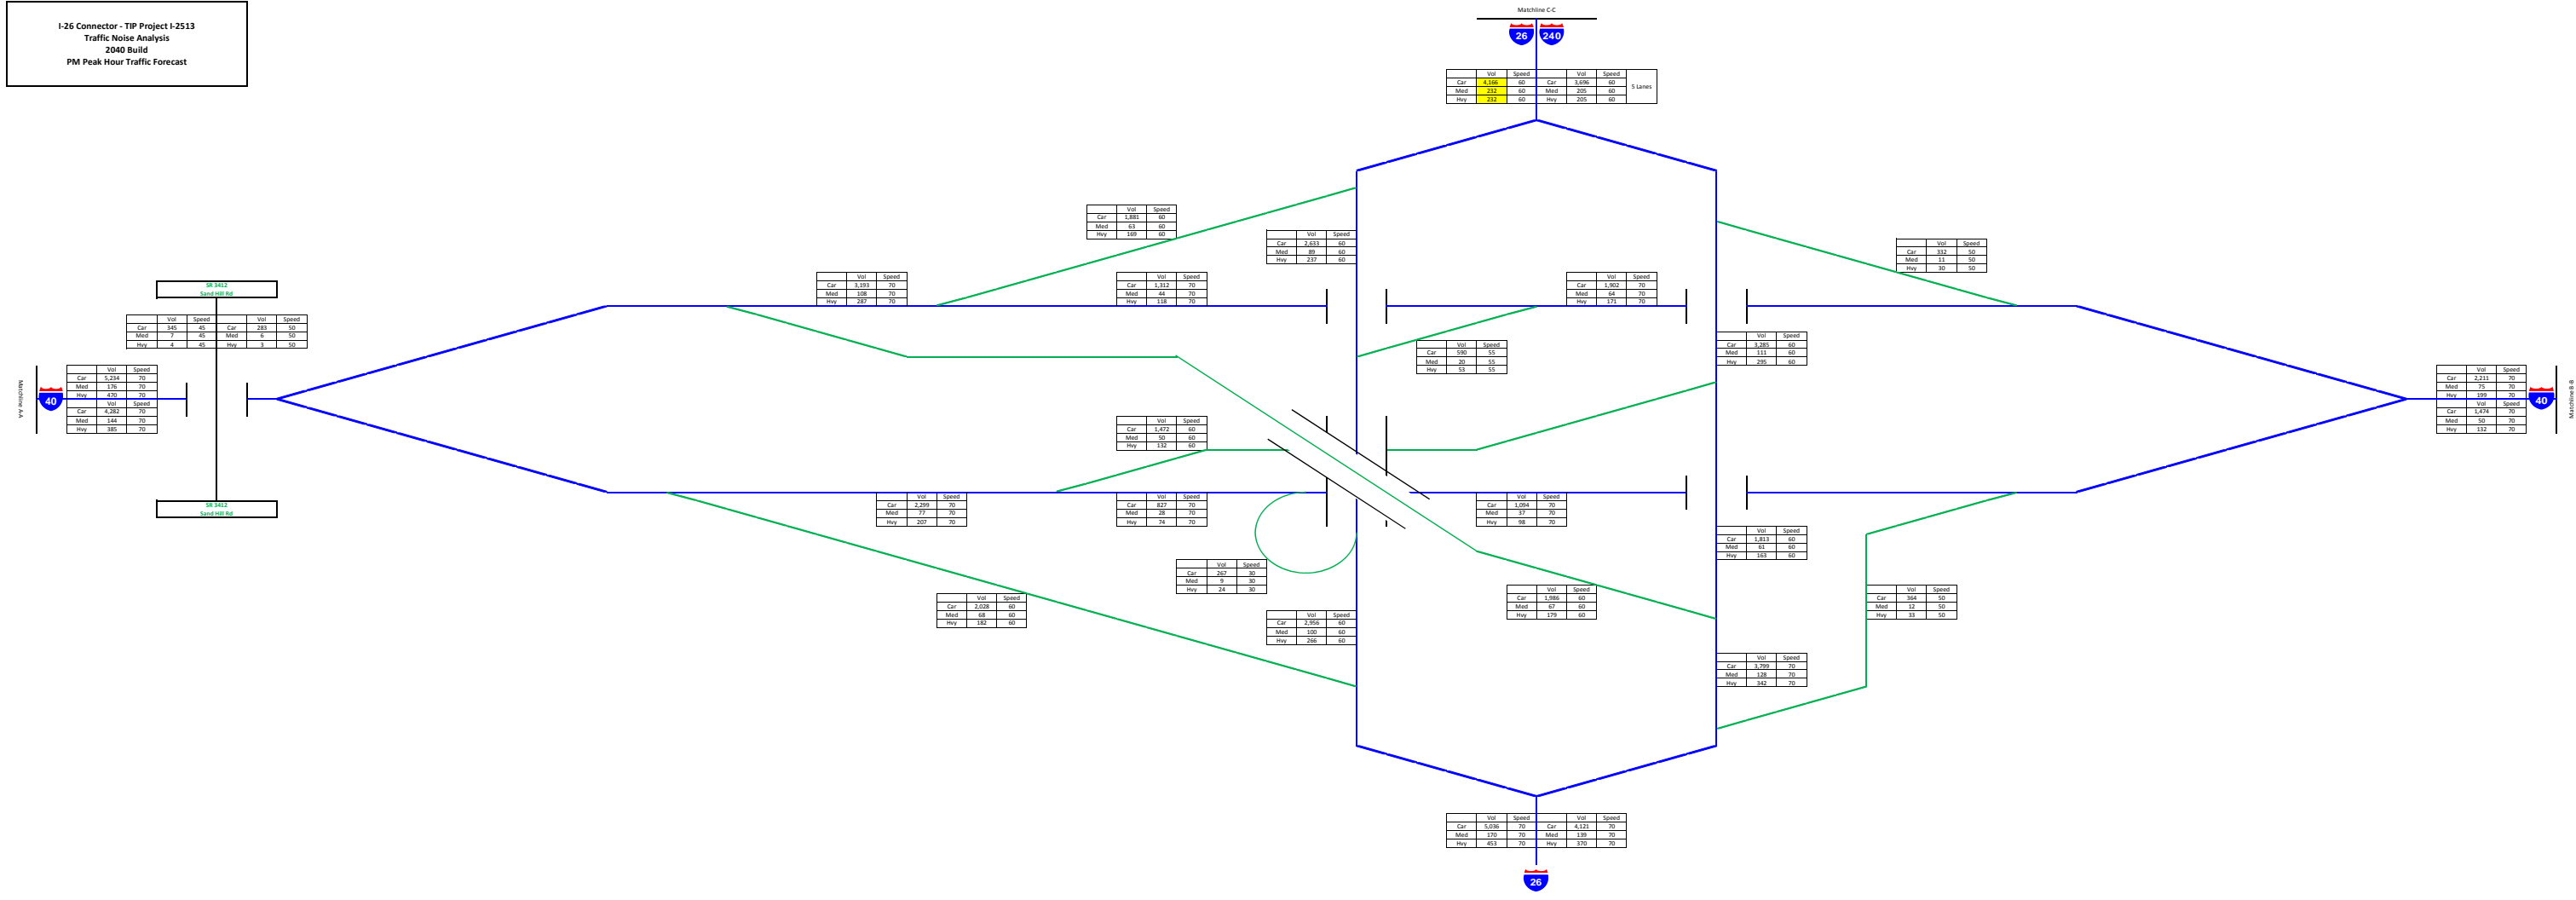 I-26 Connector - TIP Project I-2513
Traffic Noise Analysis
2040 Build
PM Peak Hour Traffic Forecast
Matchline C-C
26 240
Vol Speed Vol Speed
Car 4,166 60 Car 3,696 60
Med 232 60 Med 205 60
Hvy 232 60 Hvy 205 60
5 Lanes
Vol Speed
Car 1,881 60
Med 63 60
Hvy 169 60
Vol Speed
Car 2,633 60
Med 89 60
Hvy 237 60
Vol Speed
Car 332 50
Med 11 50
Hvy 30 50
Vol Speed
Car 3,193 70
Med 108 70
Hvy 287 70
Vol Speed
Car 1,312 70
Med 44 70
Hvy 118 70
Vol Speed
Car 1,902 70
Med 64 70
Hvy 171 70
SR 3412
Sand Hill Rd
Vol Speed Vol Speed
Car 345 45 Car 283 50
Med 7 45 Med 6 50
Hvy 4 45 Hvy 3 50
Vol Speed
Car 590 55
Med 20 55
Hvy 53 55
Vol Speed
Car 3,285 60
Med 111 60
Hvy 295 60
Matchline A-A
40
Vol Speed
Car 5,234 70
Med 176 70
Hvy 470 70
Vol Speed
Car 4,282 70
Med 144 70
Hvy 385 70
Vol Speed
Car 2,211 70
Med 75 70
Hvy 199 70
Vol Speed
Car 1,474 70
Med 50 70
Hvy 132 70
40
Matchline B-B
Vol Speed
Car 1,472 60
Med 50 60
Hvy 132 60
SR 3412
Sand Hill Rd
Vol Speed
Car 2,299 70
Med 77 70
Hvy 207 70
Vol Speed
Car 827 70
Med 28 70
Hvy 74 70
Vol Speed
Car 1,094 70
Med 37 70
Hvy 98 70
Vol Speed
Car 1,813 60
Med 61 60
Hvy 163 60
Vol Speed
Car 267 30
Med 9 30
Hvy 24 30
Vol Speed
Car 2,028 60
Med 68 60
Hvy 182 60
Vol Speed
Car 2,956 60
Med 100 60
Hvy 266 60
Vol Speed
Car 1,986 60
Med 67 60
Hvy 179 60
Vol Speed
Car 364 50
Med 12 50
Hvy 33 50
Vol Speed
Car 3,799 70
Med 128 70
Hvy 342 70
Vol Speed Vol Speed
Car 5,036 70 Car 4,121 70
Med 170 70 Med 139 70
Hvy 453 70 Hvy 370 70
26